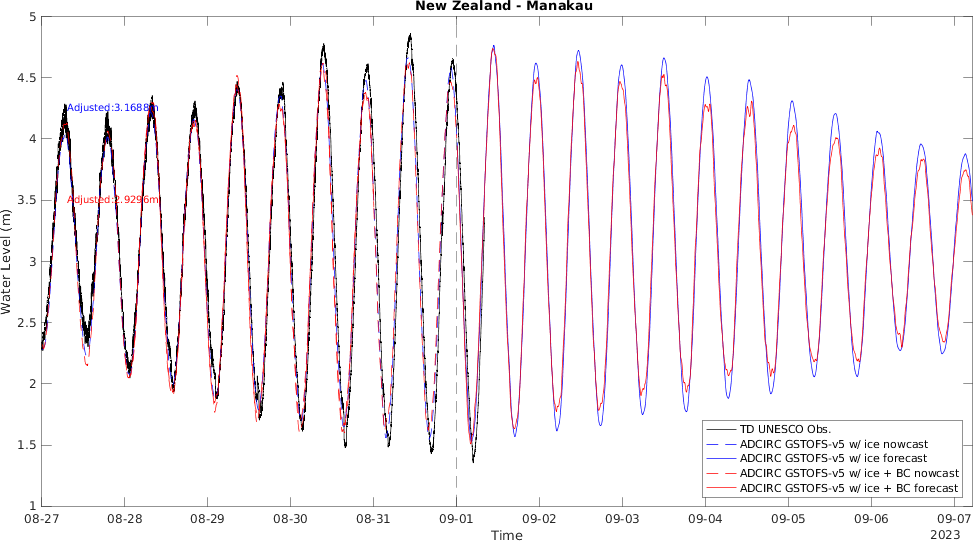 New Zealand - Manakau
Water Level (m)
5
4.5
4
3.5
3
2.5
2
1.5
1
Adjusted:3.1688m
Adjusted:2.9296m
TD UNESCO Obs.
ADCIRC GSTOFS-v5 w/ ice nowcast
ADCIRC GSTOFS-v5 w/ ice forecast
ADCIRC GSTOFS-v5 w/ ice + BC nowcast
ADCIRC GSTOFS-v5 w/ ice + BC forecast
08-27 08-28 08-29 08-30 08-31 09-01 09-02 09-03 09-04 09-05 09-06 09-07
Time
2023